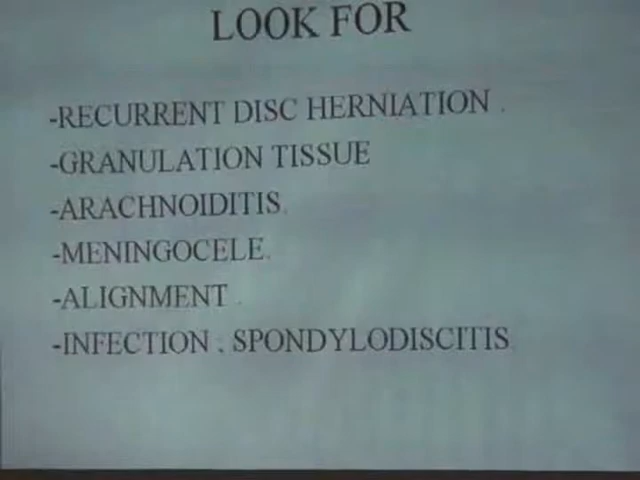 LOOK FOR
-RECURRENT DISC HERNIATION .
-GRANULATION TISSUE
-ARACHNOIDITIS.
-MENINGOCELE.
-ALIGNMENT .
-INFECTION . SPONDYLODISCITIS